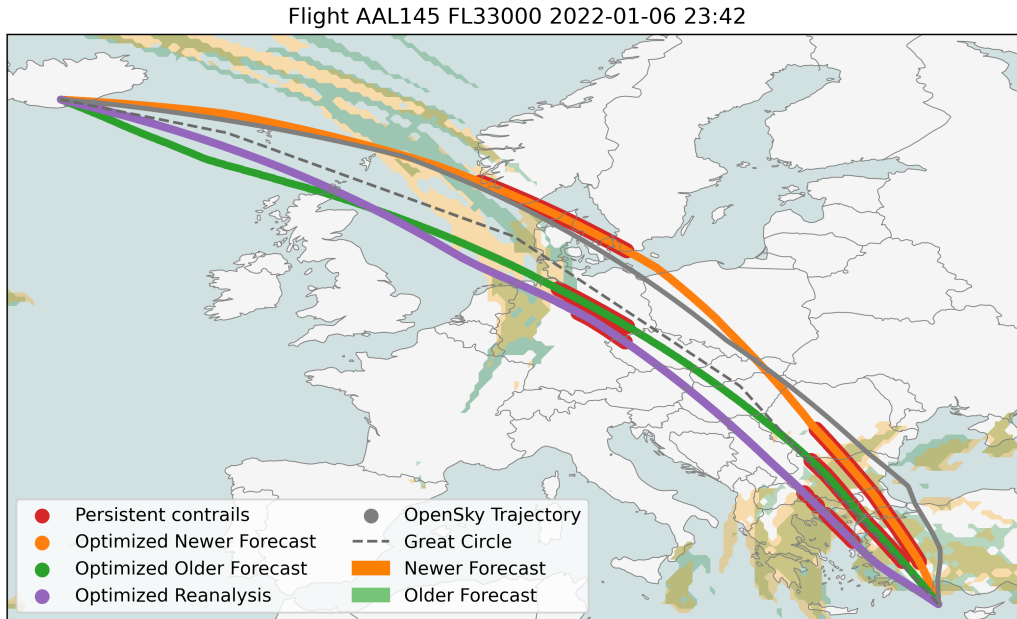 Flight AAL145 FL33000 2022-01-06 23:42
Persistent contrails
Optimized Newer Forecast
Optimized Older Forecast
Optimized Reanalysis
OpenSky Trajectory
Great Circle
Newer Forecast
Older Forecast